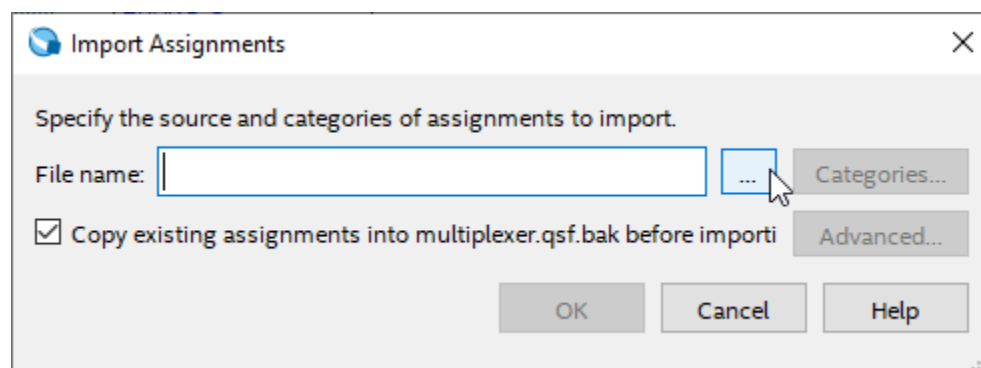 Import Assignments
Specify the source and categories of assignments to import.
File name: ... Categories...
Copy existing assignments into multiplexer.qsf.bak before importi Advanced...
OK Cancel Help